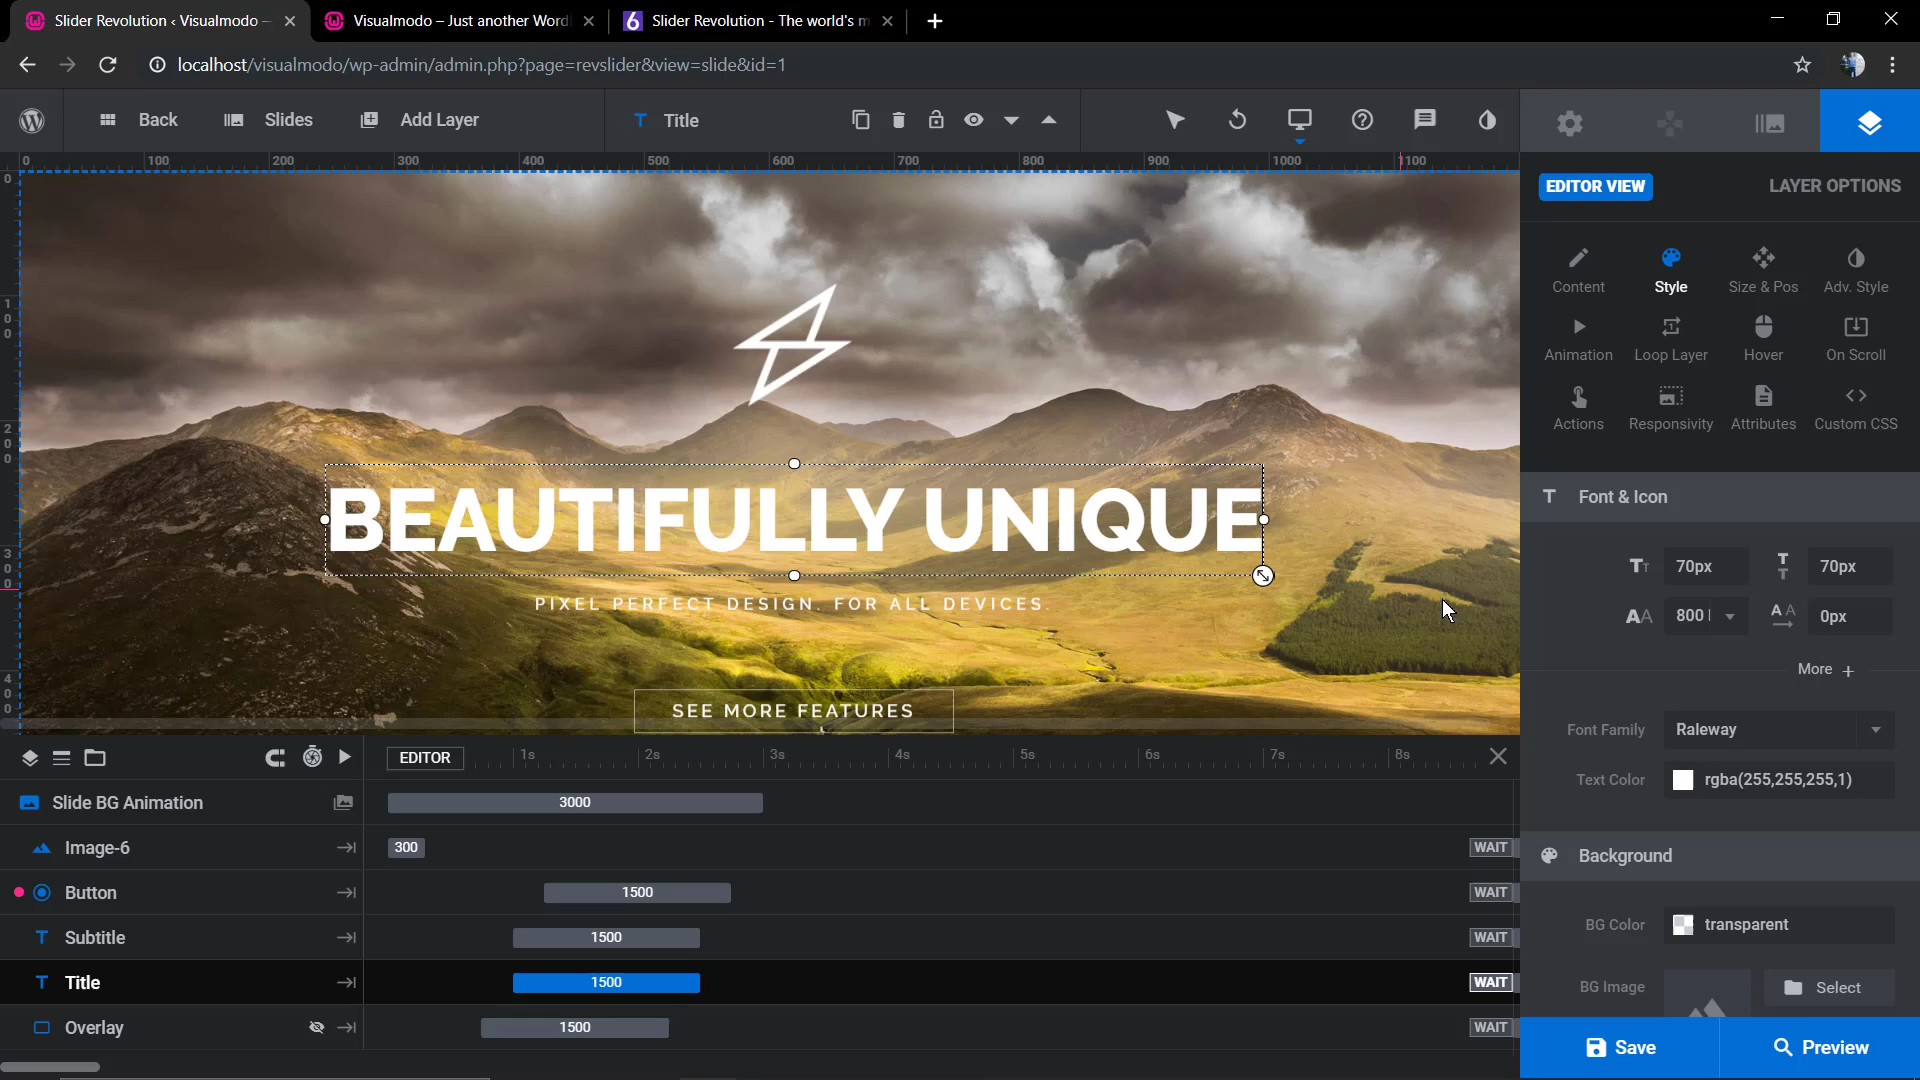 Slider Revolution ‹ Visualmodo –
Visualmodo – Just another Word
6 Slider Revolution - The world's m
localhost/visualmodo/wp-admin/admin.php?page=revslider&view=slide&id=1
Back Slides Add Layer
T Title
0 100 200 300 400 500 600 700 800 900 1000 1100
0
100
200
300
400
BEAUTIFULLY UNIQUE
PIXEL PERFECT DESIGN. FOR ALL DEVICES.
SEE MORE FEATURES
EDITOR VIEW LAYER OPTIONS
Content Style Size & Pos Adv. Style
Animation Loop Layer Hover On Scroll
Actions Responsivity Attributes Custom CSS
T Font & Icon
70px 70px
800 0px
More +
Font Family Raleway
Text Color rgba(255,255,255,1)
Background
BG Color transparent
BG Image Select
Save Preview
EDITOR 1s 2s 3s 4s 5s 6s 7s 8s
Slide BG Animation 3000
Image-6 300 WAIT
Button 1500 WAIT
T Subtitle 1500 WAIT
T Title 1500 WAIT
Overlay 1500 WAIT